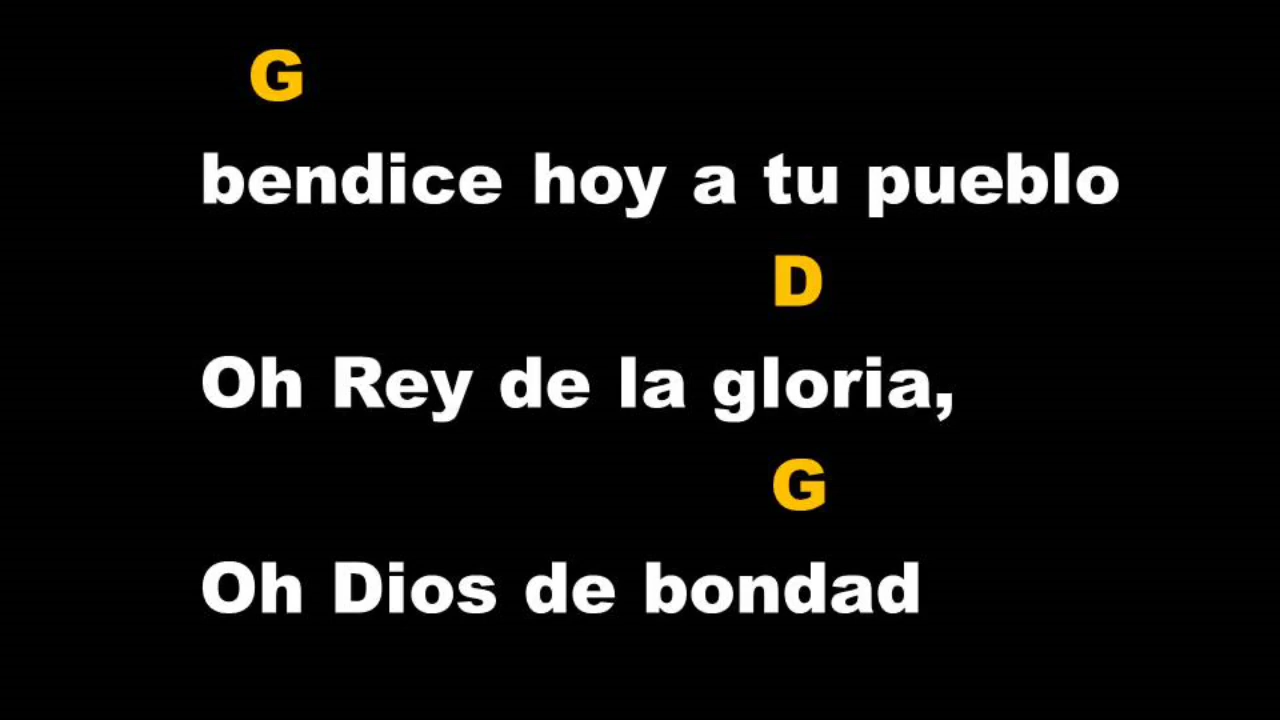 G
bendice hoy a tu pueblo
D
Oh Rey de la gloria,
G
Oh Dios de bondad